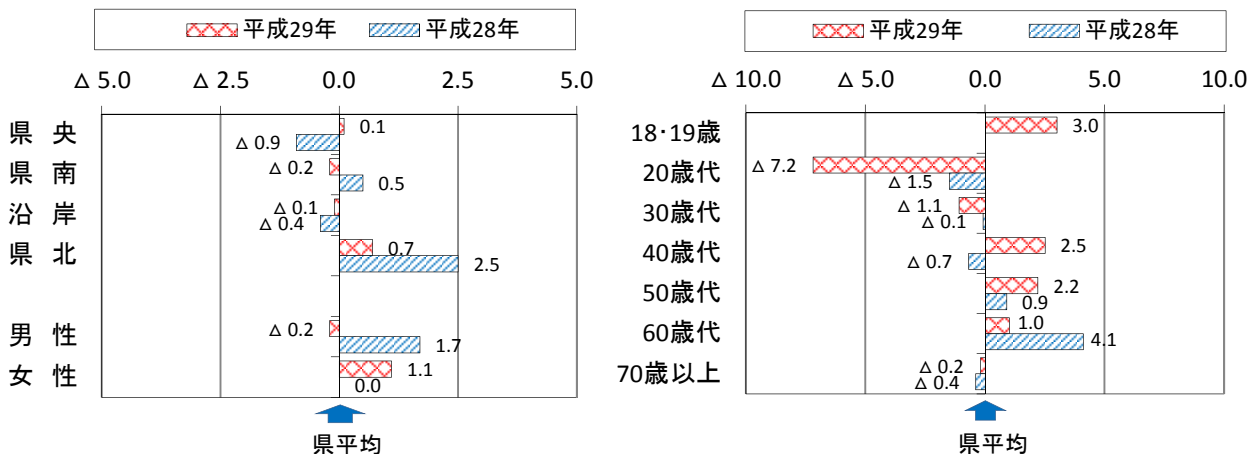 平成29年 平成28年
△ 5.0 △ 2.5 0.0 2.5 5.0
県 央 0.1
△ 0.9
県 南 △ 0.2
0.5
沿 岸 △ 0.1
△ 0.4
県 北 0.7
2.5
男 性 △ 0.2
1.7
女 性 1.1
0.0
県平均
平成29年 平成28年
△ 10.0 △ 5.0 0.0 5.0 10.0
18･19歳 3.0
20歳代 △ 7.2
△ 1.5
30歳代 △ 1.1
△ 0.1
40歳代 2.5
△ 0.7
50歳代 2.2
0.9
60歳代 1.0
4.1
70歳以上 △ 0.2
△ 0.4
県平均